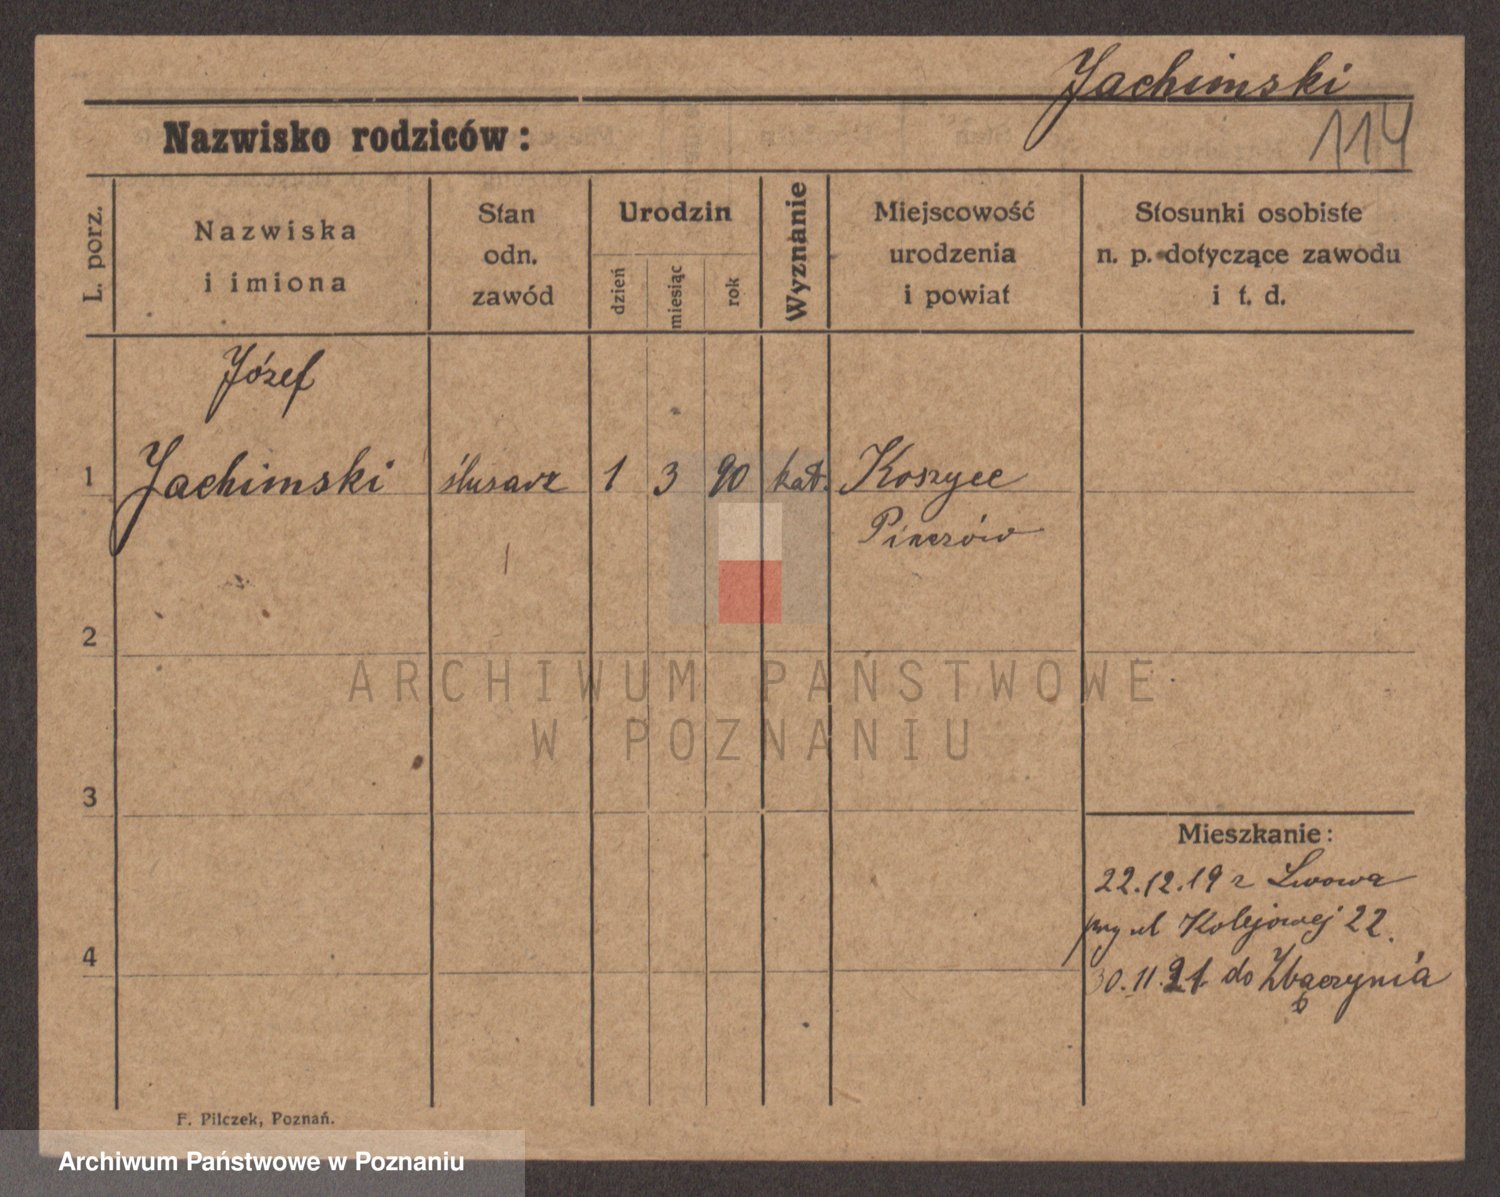 Jachimski
114
Nazwisko rodziców:
L. porz.
Nazwiska
i imiona
Stan
odn.
zawód
Urodzin
dzień
miesiąc
rok
Wyznanie
Miejscowość
urodzenia
i powiat
Stosunki osobiste
n. p. dotyczące zawodu
i t. d.
Józef
1 Jachimski ślusarz 1 3 90 kat. Koszyce
Pinczów
2
ARCHIWUM PAŃSTWOWE
W POZNANIU
3
Mieszkanie:
22.12.19 z Lwowa
przy ul Kolejowej 22.
4
30.11.21 do Zbączynia
F. Pilczek, Poznań.
Archiwum Państwowe w Poznaniu